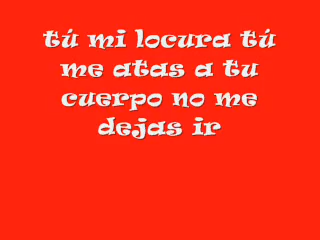 tú mi locura tú
me atas a tu
cuerpo no me
dejas ir